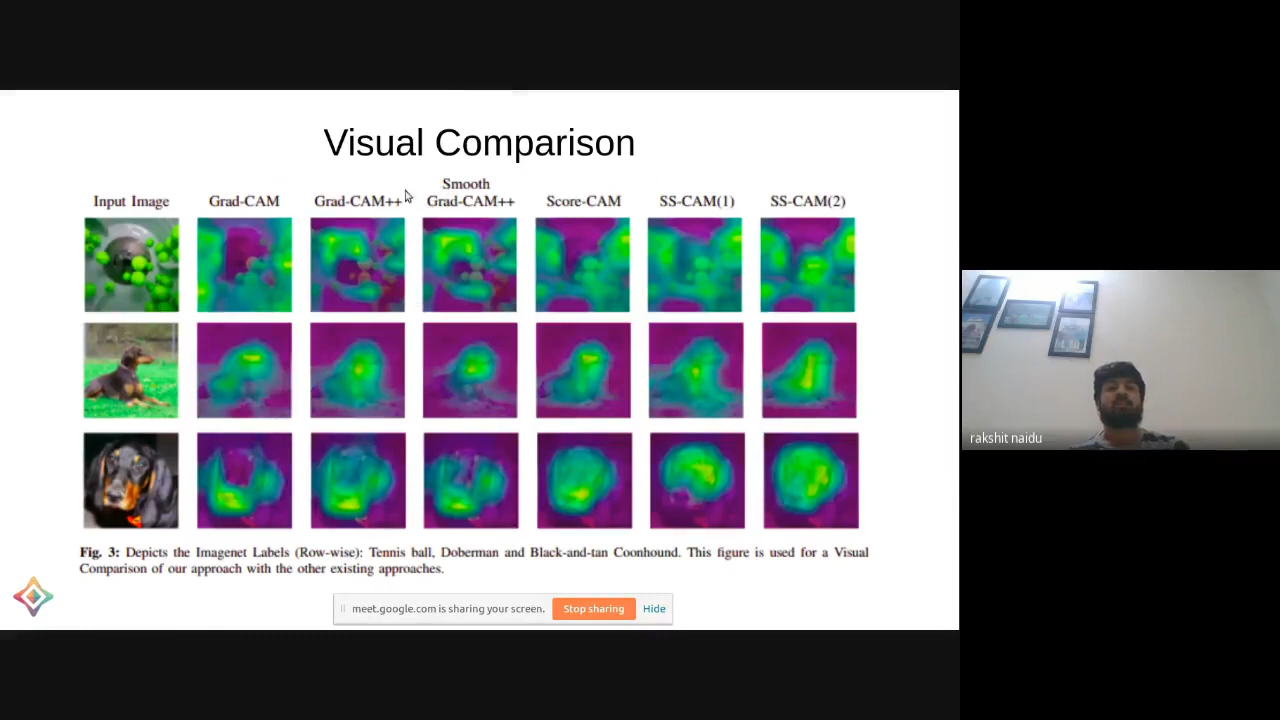 Visual Comparison
Input Image Grad-CAM Grad-CAM++ Smooth Grad-CAM++ Score-CAM SS-CAM(1) SS-CAM(2)
Fig. 3: Depicts the Imagenet Labels (Row-wise): Tennis ball, Doberman and Black-and-tan Coonhound. This figure is used for a Visual
Comparison of our approach with the other existing approaches.
meet.google.com is sharing your screen. Stop sharing Hide
rakshit naidu